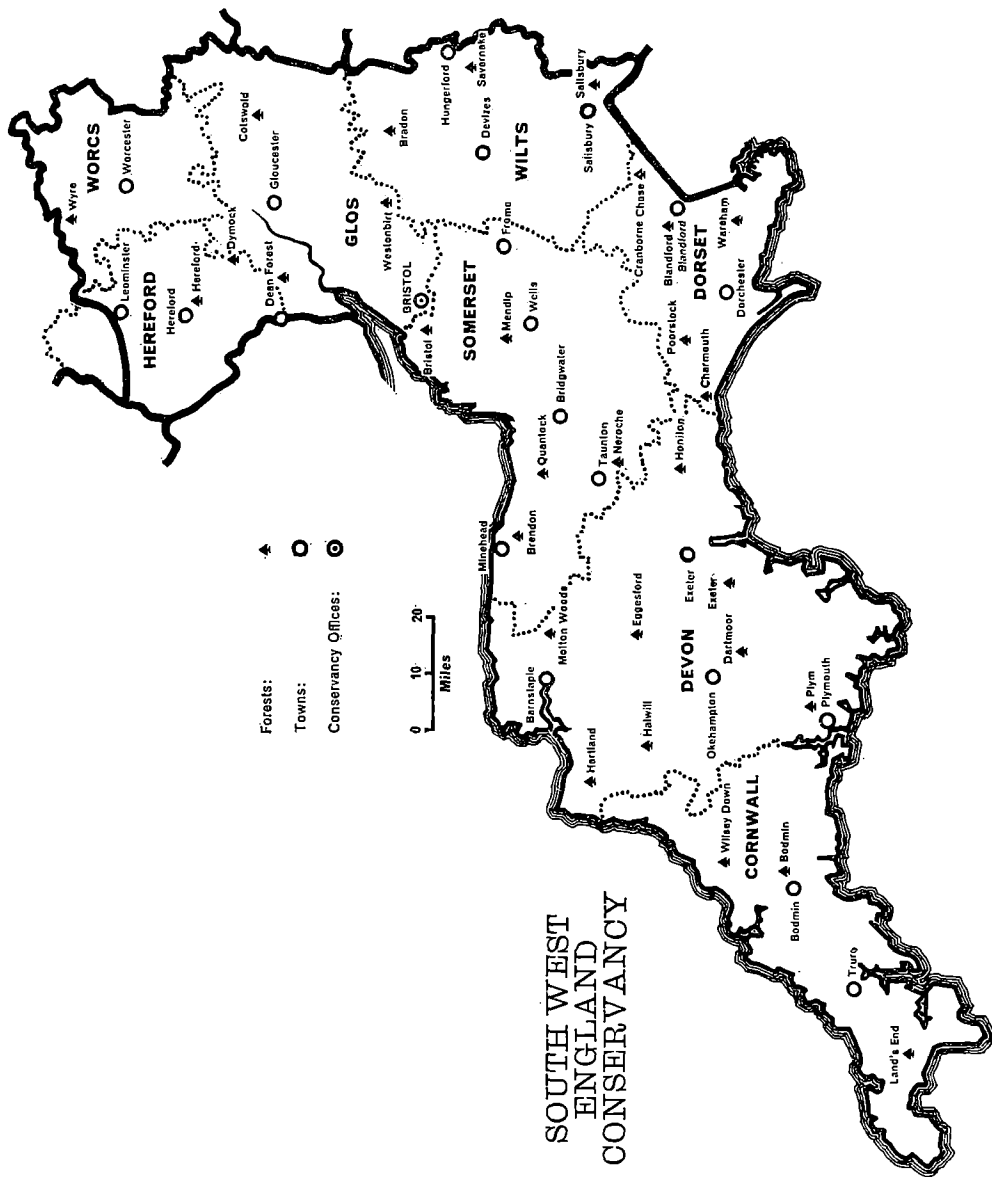 SOUTH WEST
ENGLAND
CONSERVANCY
Forests:
Towns:
Conservancy Offices:
0 10 20
Miles
WORCS
Wyre
Worcester
HEREFORD
Leominster
Hereford
Hereford
Dymock
Dean Forest
Cotswold
Gloucester
GLOS
Westonbirt
BRISTOL
Bristol
Bradon
Hungerford
Savernake
Devizes
WILTS
Salisbury
Salisbury
SOMERSET
Frome
Mendip
Wells
Bridgwater
Quantock
Taunton
Neroche
Minehead
Brendon
Cranborne Chase
Blandford
Blandford
DORSET
Wareham
Dorchester
Poorstock
Charmouth
Honiton
Molton Woods
Barnstaple
Eggesford
Exeter
Exeter
DEVON
Dartmoor
Okehampton
Halwill
Hartland
Plym
Plymouth
Wilsey Down
CORNWALL
Bodmin
Bodmin
Truro
Land's End